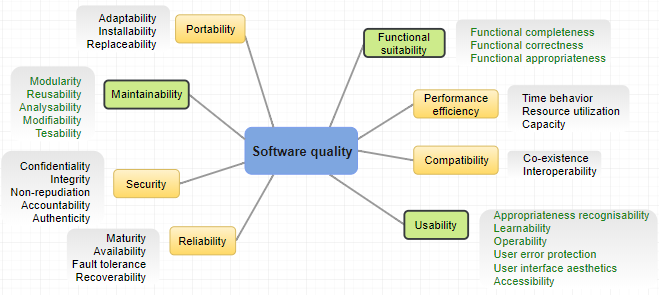 Adaptability
Installability
Replaceability
Portability
Functional
suitability
Functional completeness
Functional correctness
Functional appropriateness
Modularity
Reusability
Analysability
Modifiability
Tesability
Maintainability
Performance
efficiency
Time behavior
Resource utilization
Capacity
Software quality
Compatibility
Co-existence
Interoperability
Confidentiality
Integrity
Non-repudiation
Accountability
Authenticity
Security
Usability
Appropriateness recognisability
Learnability
Operability
User error protection
User interface aesthetics
Accessibility
Maturity
Availability
Fault tolerance
Recoverability
Reliability